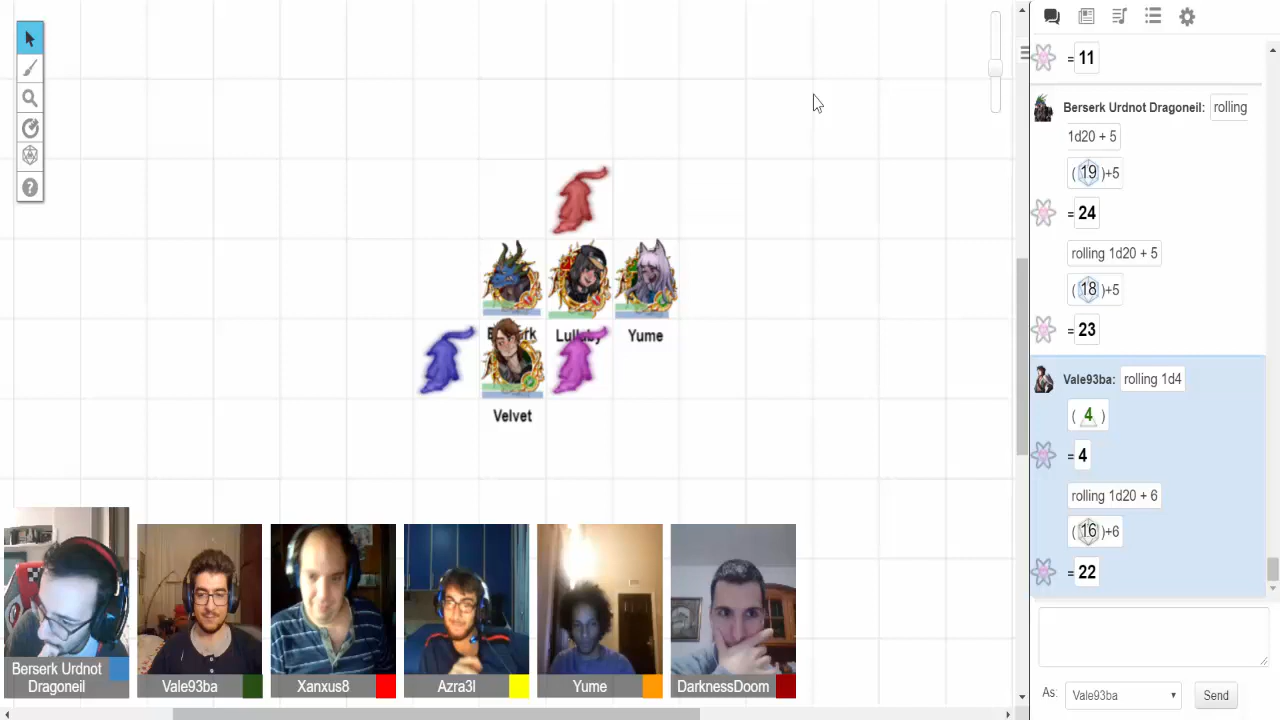 = 11
Berserk Urdnot Dragoneil: rolling
1d20 + 5
( 19 )+5
= 24
rolling 1d20 + 5
( 18 )+5
= 23
Vale93ba: rolling 1d4
( 4 )
= 4
rolling 1d20 + 6
( 16 )+6
= 22
As: Vale93ba Send
Yume
Velvet
Berserk Urdnot
Dragoneil
Vale93ba
Xanxus8
Azra3l
Yume
DarknessDoom